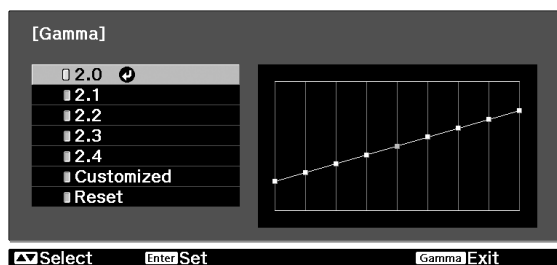 [Gamma]
2.0
2.1
2.2
2.3
2.4
Customized
Reset
Select Enter Set Gamma Exit